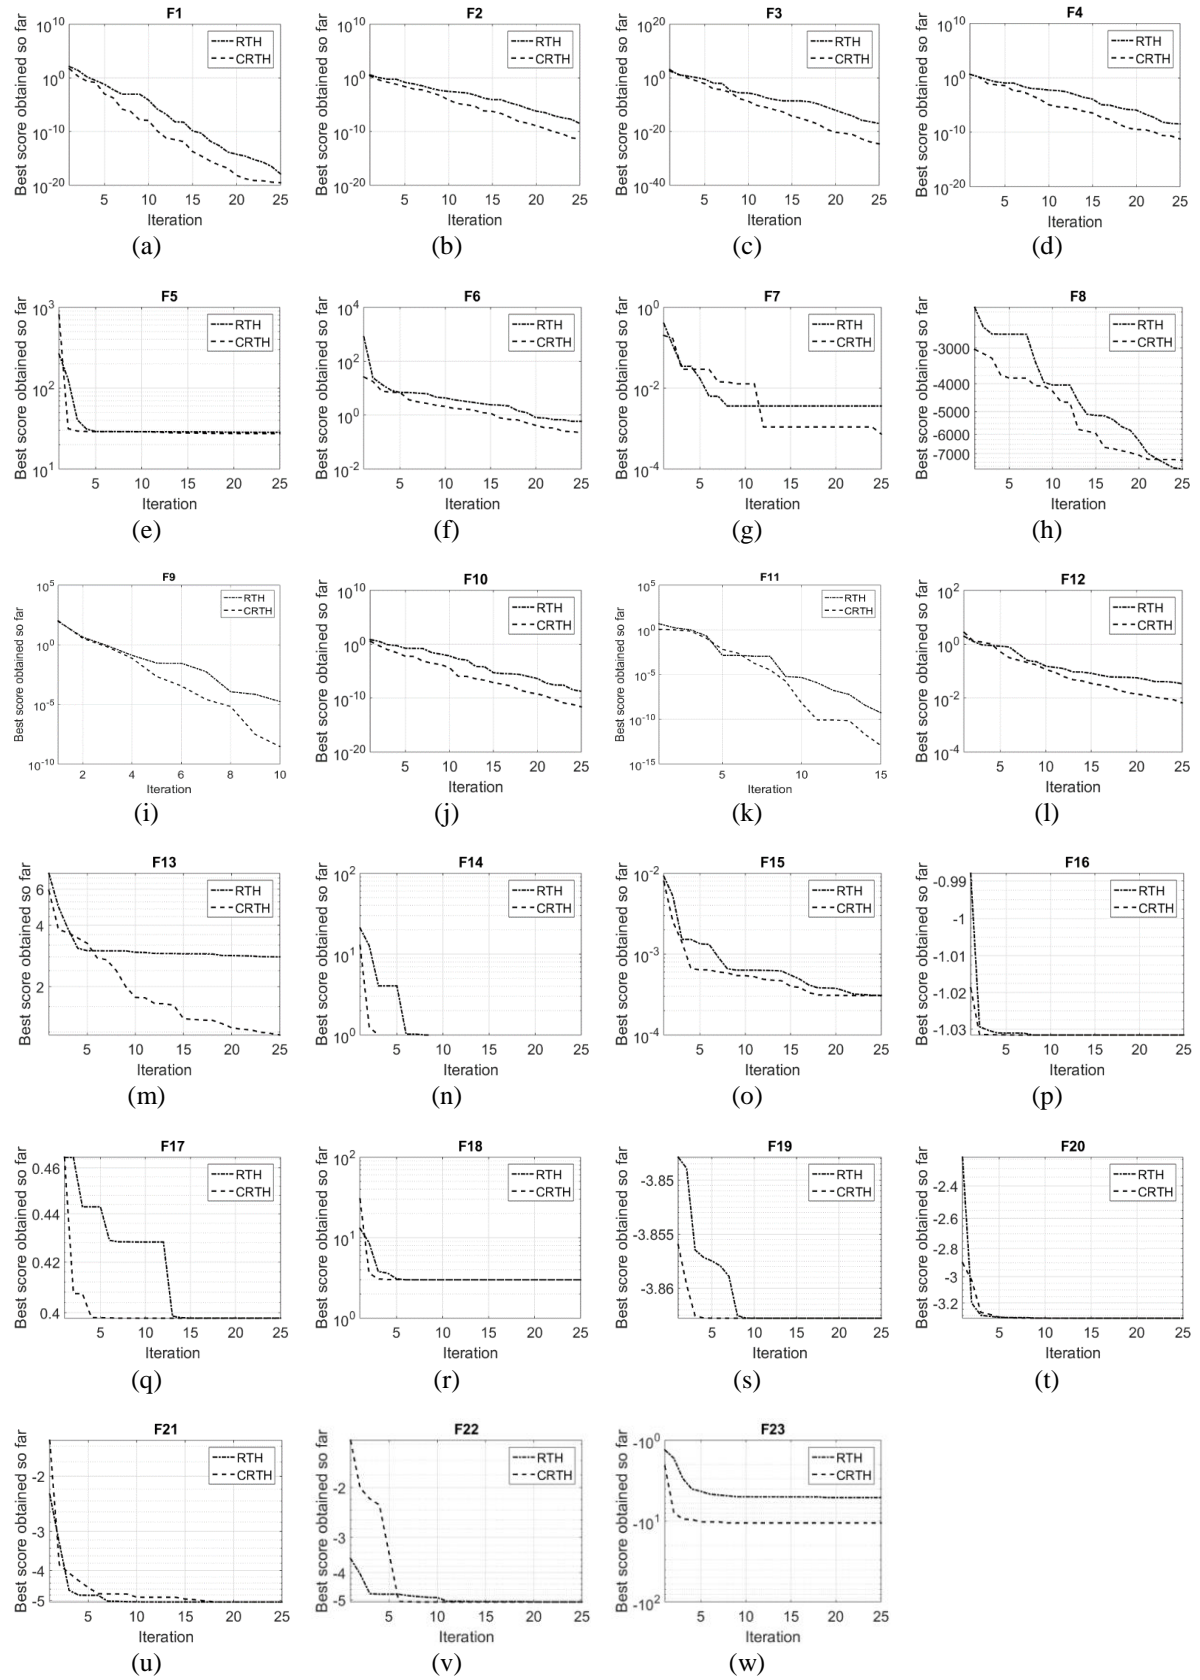 F1
Best score obtained so far
10^10
10^0
10^-10
10^-20
RTH
CRTH
5 10 15 20 25
Iteration
(a)
F2
Best score obtained so far
10^10
10^0
10^-10
10^-20
RTH
CRTH
5 10 15 20 25
Iteration
(b)
F3
Best score obtained so far
10^20
10^0
10^-20
10^-40
RTH
CRTH
5 10 15 20 25
Iteration
(c)
F4
Best score obtained so far
10^10
10^0
10^-10
10^-20
RTH
CRTH
5 10 15 20 25
Iteration
(d)
F5
Best score obtained so far
10^3
10^2
10^1
RTH
CRTH
5 10 15 20 25
Iteration
(e)
F6
Best score obtained so far
10^4
10^2
10^0
10^-2
RTH
CRTH
5 10 15 20 25
Iteration
(f)
F7
Best score obtained so far
10^0
10^-2
10^-4
RTH
CRTH
5 10 15 20 25
Iteration
(g)
F8
Best score obtained so far
-3000
-4000
-5000
-6000
-7000
RTH
CRTH
5 10 15 20 25
Iteration
(h)
F9
Best score obtained so far
10^5
10^0
10^-5
10^-10
RTH
CRTH
2 4 6 8 10
Iteration
(i)
F10
Best score obtained so far
10^10
10^0
10^-10
10^-20
RTH
CRTH
5 10 15 20 25
Iteration
(j)
F11
Best score obtained so far
10^5
10^0
10^-5
10^-10
10^-15
RTH
CRTH
5 10 15
Iteration
(k)
F12
Best score obtained so far
10^2
10^0
10^-2
10^-4
RTH
CRTH
5 10 15 20 25
Iteration
(l)
F13
Best score obtained so far
6
4
2
RTH
CRTH
5 10 15 20 25
Iteration
(m)
F14
Best score obtained so far
10^2
10^1
10^0
RTH
CRTH
5 10 15 20 25
Iteration
(n)
F15
Best score obtained so far
10^-2
10^-3
10^-4
RTH
CRTH
5 10 15 20 25
Iteration
(o)
F16
Best score obtained so far
-0.99
-1
-1.01
-1.02
-1.03
RTH
CRTH
5 10 15 20 25
Iteration
(p)
F17
Best score obtained so far
0.46
0.44
0.42
0.4
RTH
CRTH
5 10 15 20 25
Iteration
(q)
F18
Best score obtained so far
10^2
10^1
10^0
RTH
CRTH
5 10 15 20 25
Iteration
(r)
F19
Best score obtained so far
-3.85
-3.855
-3.86
RTH
CRTH
5 10 15 20 25
Iteration
(s)
F20
Best score obtained so far
-2.4
-2.6
-2.8
-3
-3.2
RTH
CRTH
5 10 15 20 25
Iteration
(t)
F21
Best score obtained so far
-2
-3
-4
-5
RTH
CRTH
5 10 15 20 25
Iteration
(u)
F22
Best score obtained so far
-2
-3
-4
-5
RTH
CRTH
5 10 15 20 25
Iteration
(v)
F23
Best score obtained so far
-10^0
-10^1
-10^2
RTH
CRTH
5 10 15 20 25
Iteration
(w)